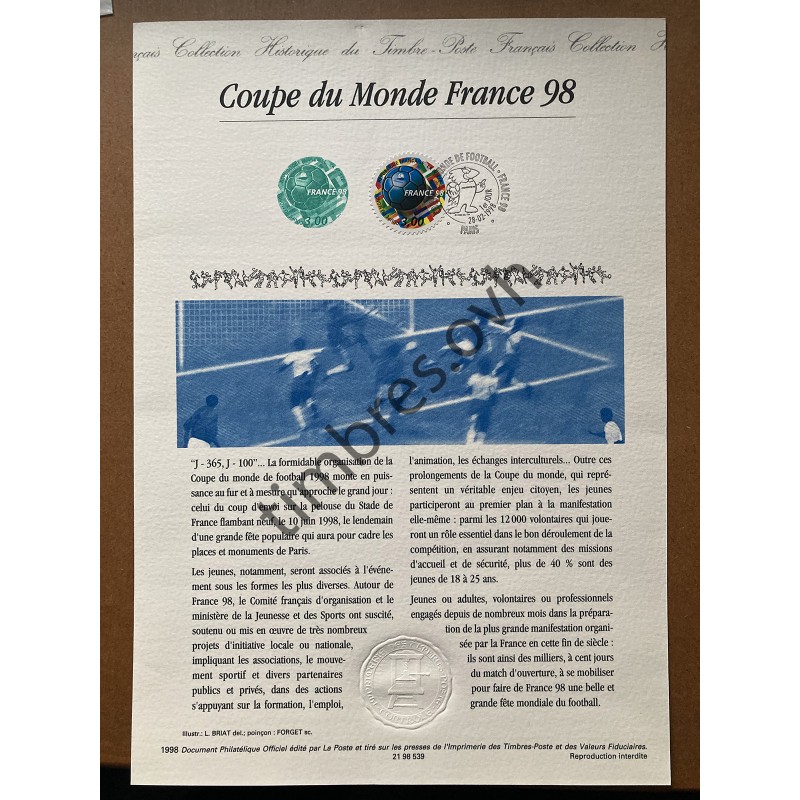 nçais Collection Historique du Timbre-Poste Français Collection H
Coupe du Monde France 98
FRANCE 98
3.00
FRANCE 98
3.00
NDE DE FOOTBALL • FRANCE 98
1er JOUR
28-02-1998
PARIS
timbres.ovh
"J - 365, J - 100"... La formidable organisation de la
Coupe du monde de football 1998 monte en puis-
sance au fur et à mesure qu'approche le grand jour :
celui du coup d'envoi sur la pelouse du Stade de
France flambant neuf, le 10 juin 1998, le lendemain
d'une grande fête populaire qui aura pour cadre les
places et monuments de Paris.
Les jeunes, notamment, seront associés à l'événe-
ment sous les formes les plus diverses. Autour de
France 98, le Comité français d'organisation et le
ministère de la Jeunesse et des Sports ont suscité,
soutenu ou mis en œuvre de très nombreux
projets d'initiative locale ou nationale,
impliquant les associations, le mouve-
ment sportif et divers partenaires
publics et privés, dans des actions
s'appuyant sur la formation, l'emploi,
l'animation, les échanges interculturels... Outre ces
prolongements de la Coupe du monde, qui repré-
sentent un véritable enjeu citoyen, les jeunes
participeront au premier plan à la manifestation
elle-même : parmi les 12 000 volontaires qui joue-
ront un rôle essentiel dans le bon déroulement de la
compétition, en assurant notamment des missions
d'accueil et de sécurité, plus de 40 % sont des
jeunes de 18 à 25 ans.
Jeunes ou adultes, volontaires ou professionnels
engagés depuis de nombreux mois dans la prépara-
tion de la plus grande manifestation organi-
sée par la France en cette fin de siècle :
ils sont ainsi des milliers, à cent jours
du match d'ouverture, à se mobiliser
pour faire de France 98 une belle et
grande fête mondiale du football.
Illustr.: L. BRIAT del.; poinçon : FORGET sc.
1998 Document Philatélique Officiel édité par La Poste et tiré sur les presses de l'Imprimerie des Timbres-Poste et des Valeurs Fiduciaires.
21 98 539
Reproduction interdite